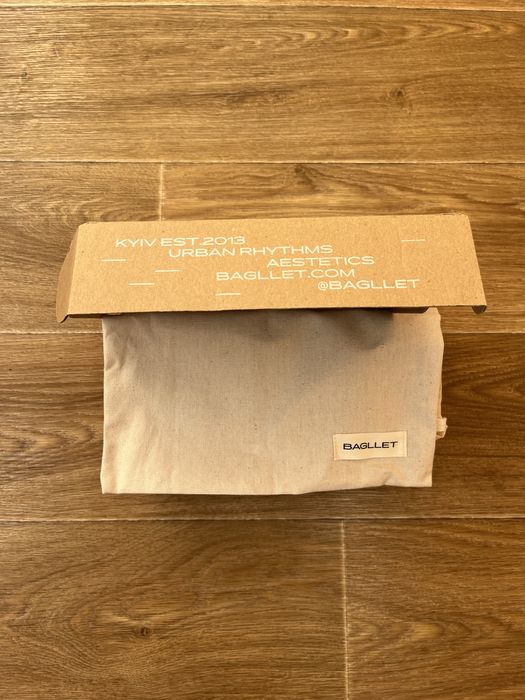 KYIV EST.2013
URBAN RHYTHMS
AESTETICS
BAGLLET.COM
@BAGLLET
BAGLLET